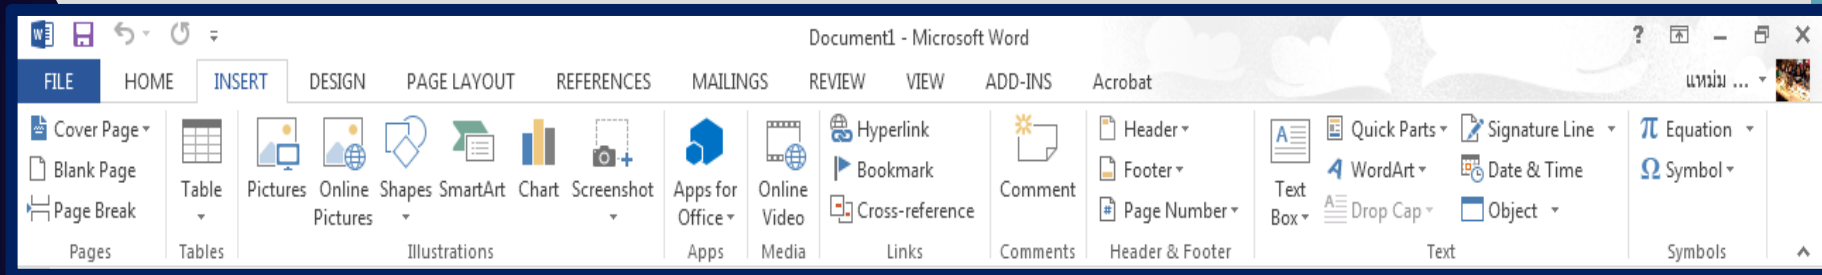 Document1 - Microsoft Word
FILE HOME INSERT DESIGN PAGE LAYOUT REFERENCES MAILINGS REVIEW VIEW ADD-INS Acrobat แหม่ม ...
Cover Page
Blank Page
Page Break
Pages
Table
Tables
Pictures
Online
Pictures
Shapes
SmartArt
Chart
Screenshot
Illustrations
Apps for
Office
Apps
Online
Video
Media
Hyperlink
Bookmark
Cross-reference
Links
Comment
Comments
Header
Footer
Page Number
Header & Footer
Text
Box
Quick Parts
WordArt
Drop Cap
Signature Line
Date & Time
Object
Text
Equation
Symbol
Symbols